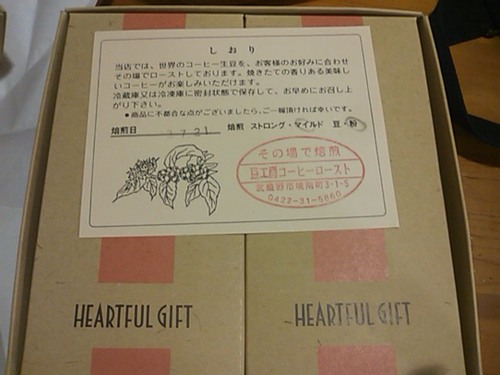 しおり
当店では、世界のコーヒー生豆を、お客様のお好みに合わせ
その場でローストしております。焼きたての香りある美味し
いコーヒーがお楽しみいただけます。
冷蔵庫又は冷凍庫に密封状態で保存して、お早めにお召し上
がり下さい。
●商品に不都合な点がございましたら、ご一報頂ければ幸いです。
焙煎日 焙煎 ストロング・マイルド 豆・粉
その場で焙煎
豆工房コーヒーロースト
武蔵野市境南町3-1-5
0422-31-5860
HEARTFUL GIFT
HEARTFUL GIFT